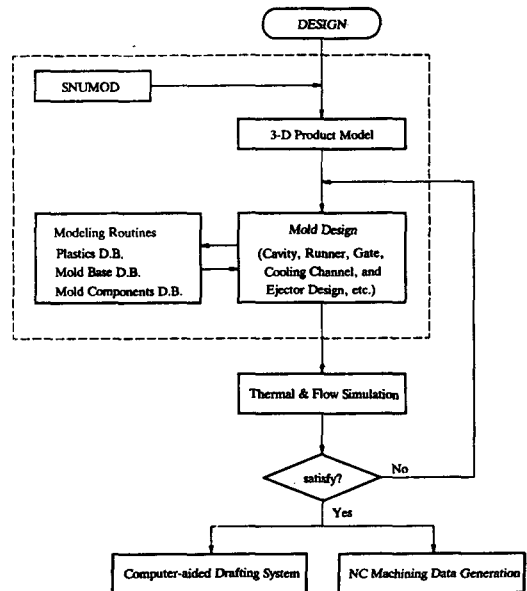 DESIGN
SNUMOD
3-D Product Model
Modeling Routines
Plastics D.B.
Mold Base D.B.
Mold Components D.B.
Mold Design
(Cavity, Runner, Gate,
Cooling Channel, and
Ejector Design, etc.)
Thermal & Flow Simulation
satisfy?
No
Yes
Computer-aided Drafting System
NC Machining Data Generation